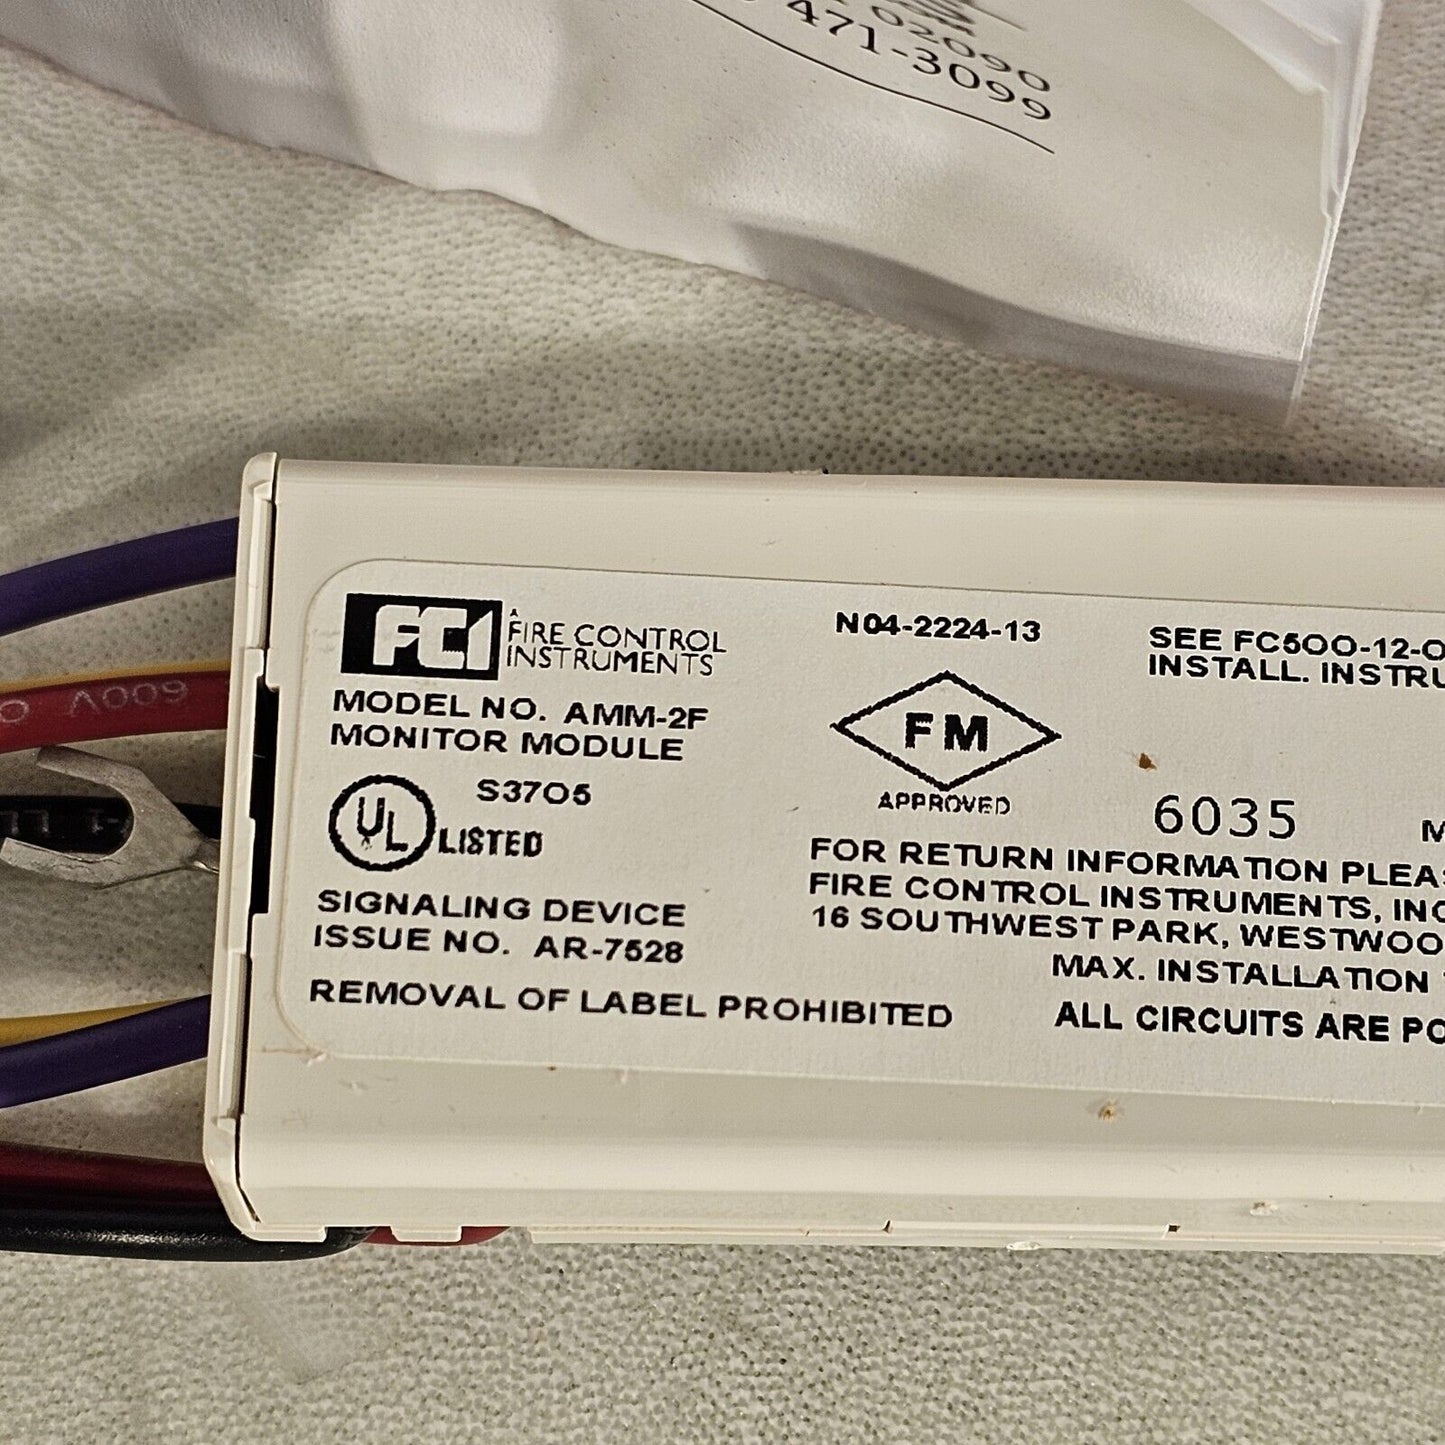 02090
471-3099
FCI A
FIRE CONTROL
INSTRUMENTS
MODEL NO. AMM-2F
MONITOR MODULE
S3705
UL LISTED
SIGNALING DEVICE
ISSUE NO. AR-7528
REMOVAL OF LABEL PROHIBITED
N04-2224-13
FM
APPROVED
SEE FC500-12-0
INSTALL. INSTRU
6035
M
FOR RETURN INFORMATION PLEAS
FIRE CONTROL INSTRUMENTS, INC
16 SOUTHWEST PARK, WESTWOO
MAX. INSTALLATION
ALL CIRCUITS ARE PO
600V